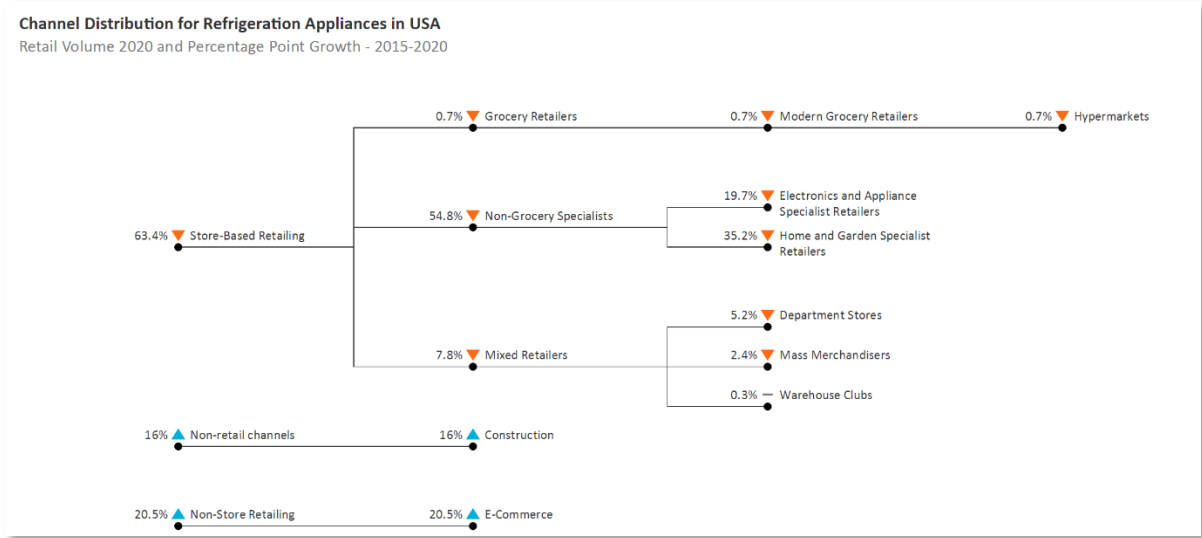 Channel Distribution for Refrigeration Appliances in USA
Retail Volume 2020 and Percentage Point Growth - 2015-2020
0.7% Grocery Retailers
0.7% Modern Grocery Retailers
0.7% Hypermarkets
19.7% Electronics and Appliance
Specialist Retailers
54.8% Non-Grocery Specialists
63.4% Store-Based Retailing
35.2% Home and Garden Specialist
Retailers
5.2% Department Stores
7.8% Mixed Retailers
2.4% Mass Merchandisers
0.3% Warehouse Clubs
16% Non-retail channels
16% Construction
20.5% Non-Store Retailing
20.5% E-Commerce